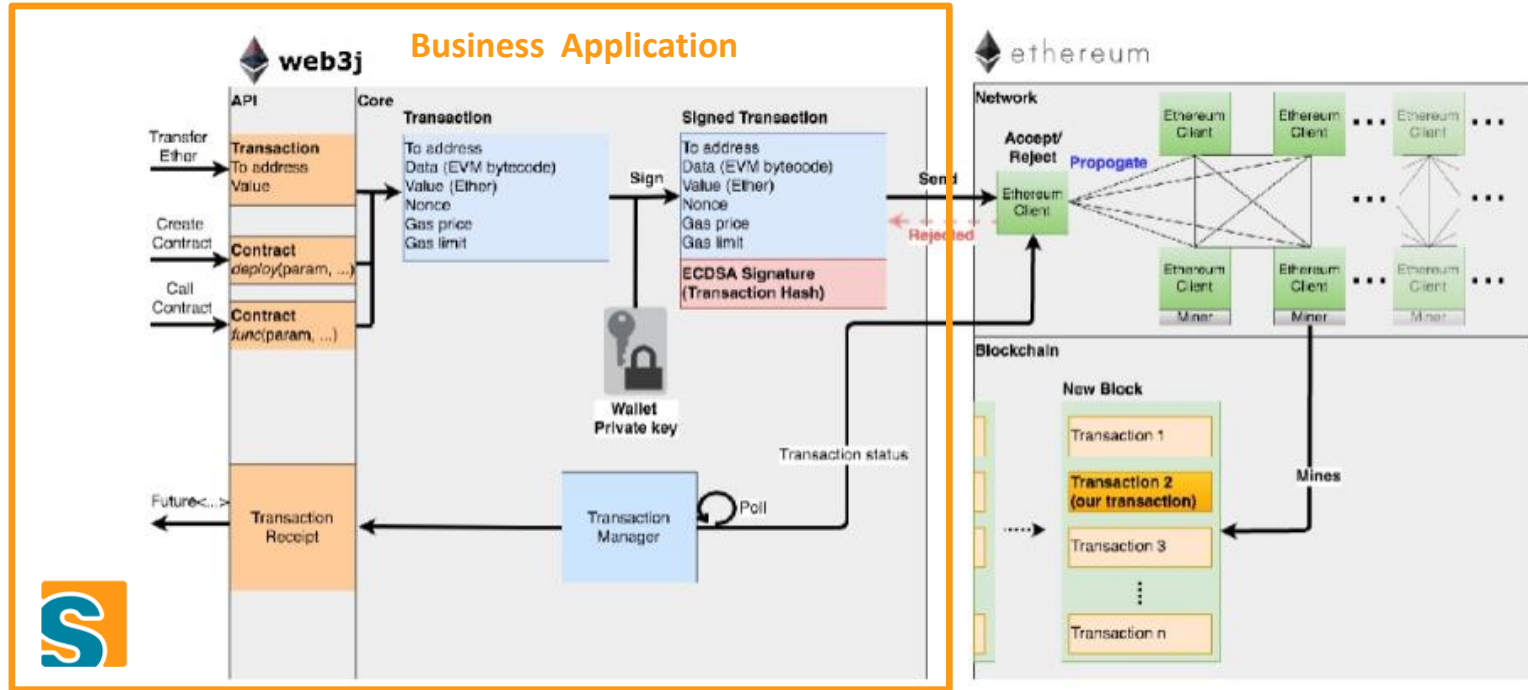 Business Application
web3j
ethereum
API
Core
Transfer
Ether
Transaction
To address
Value
Create
Contract
Contract
deploy(param, ...)
Call
Contract
Contract
func(param, ...)
Transaction
To address
Data (EVM bytecode)
Value (Ether)
Nonce
Gas price
Gas limit
Sign
Wallet
Private key
Signed Transaction
To address
Data (EVM bytecode)
Value (Ether)
Nonce
Gas price
Gas limit
ECDSA Signature
(Transaction Hash)
Send
Rejected
Network
Accept/
Reject
Propogate
Ethereum
Client
Ethereum
Client
Ethereum
Client
Ethereum
Client
Ethereum
Client
Miner
Ethereum
Client
Miner
Ethereum
Client
Miner
Future<...>
Transaction
Receipt
Transaction
Manager
Poll
Transaction status
Blockchain
New Block
Transaction 1
Transaction 2
(our transaction)
Transaction 3
Transaction n
Mines
S